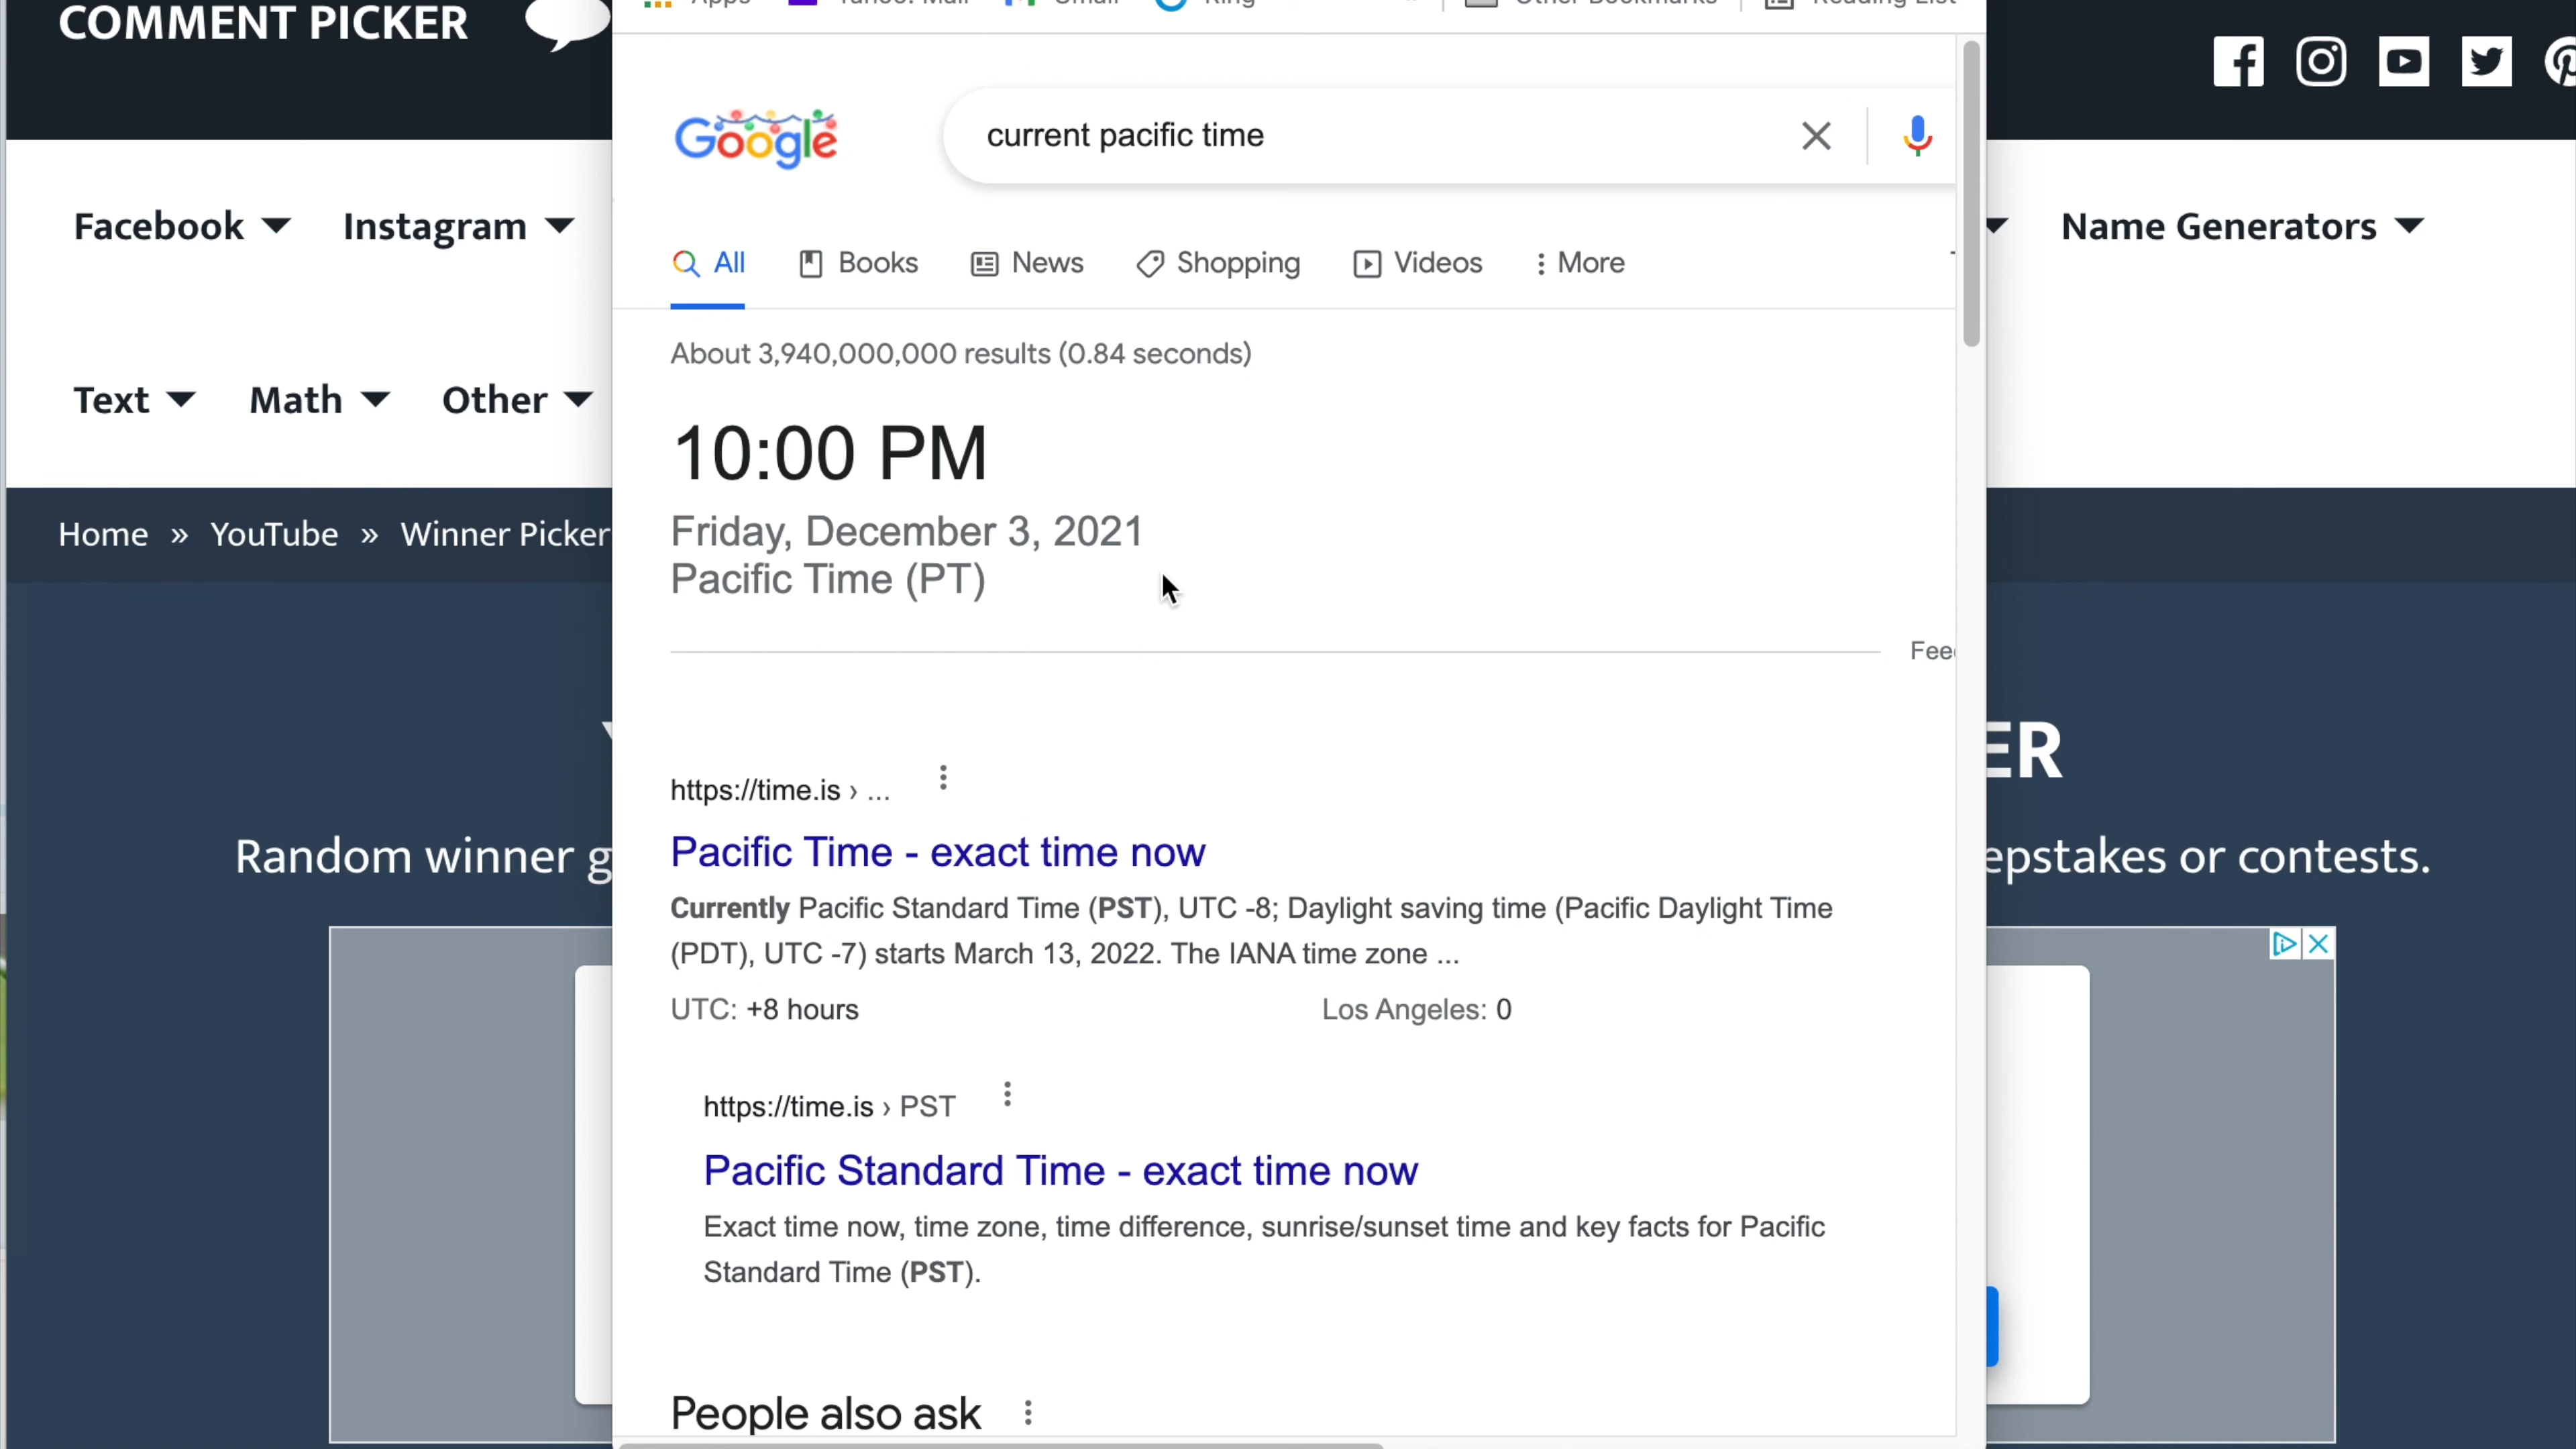 COMMENT PICKER
Google
current pacific time
Facebook
Instagram
Name Generators
All
Books
News
Shopping
Videos
More
About 3,940,000,000 results (0.84 seconds)
Text
Math
Other
10:00 PM
Friday, December 3, 2021
Pacific Time (PT)
Home » YouTube » Winner Picker
https://time.is › ...
ER
Pacific Time - exact time now
Random winner g
epstakes or contests.
Currently Pacific Standard Time (PST), UTC -8; Daylight saving time (Pacific Daylight Time
(PDT), UTC -7) starts March 13, 2022. The IANA time zone ...
UTC: +8 hours
Los Angeles: 0
https://time.is › PST
Pacific Standard Time - exact time now
Exact time now, time zone, time difference, sunrise/sunset time and key facts for Pacific
Standard Time (PST).
People also ask